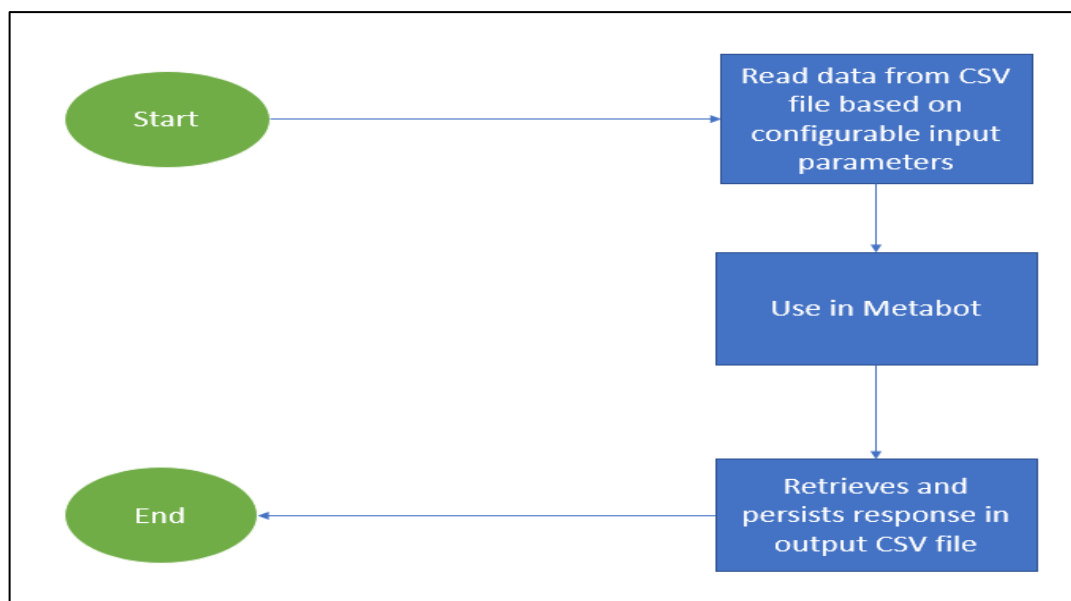 Start
Read data from CSV
file based on
configurable input
parameters
Use in Metabot
Retrieves and
persists response in
output CSV file
End